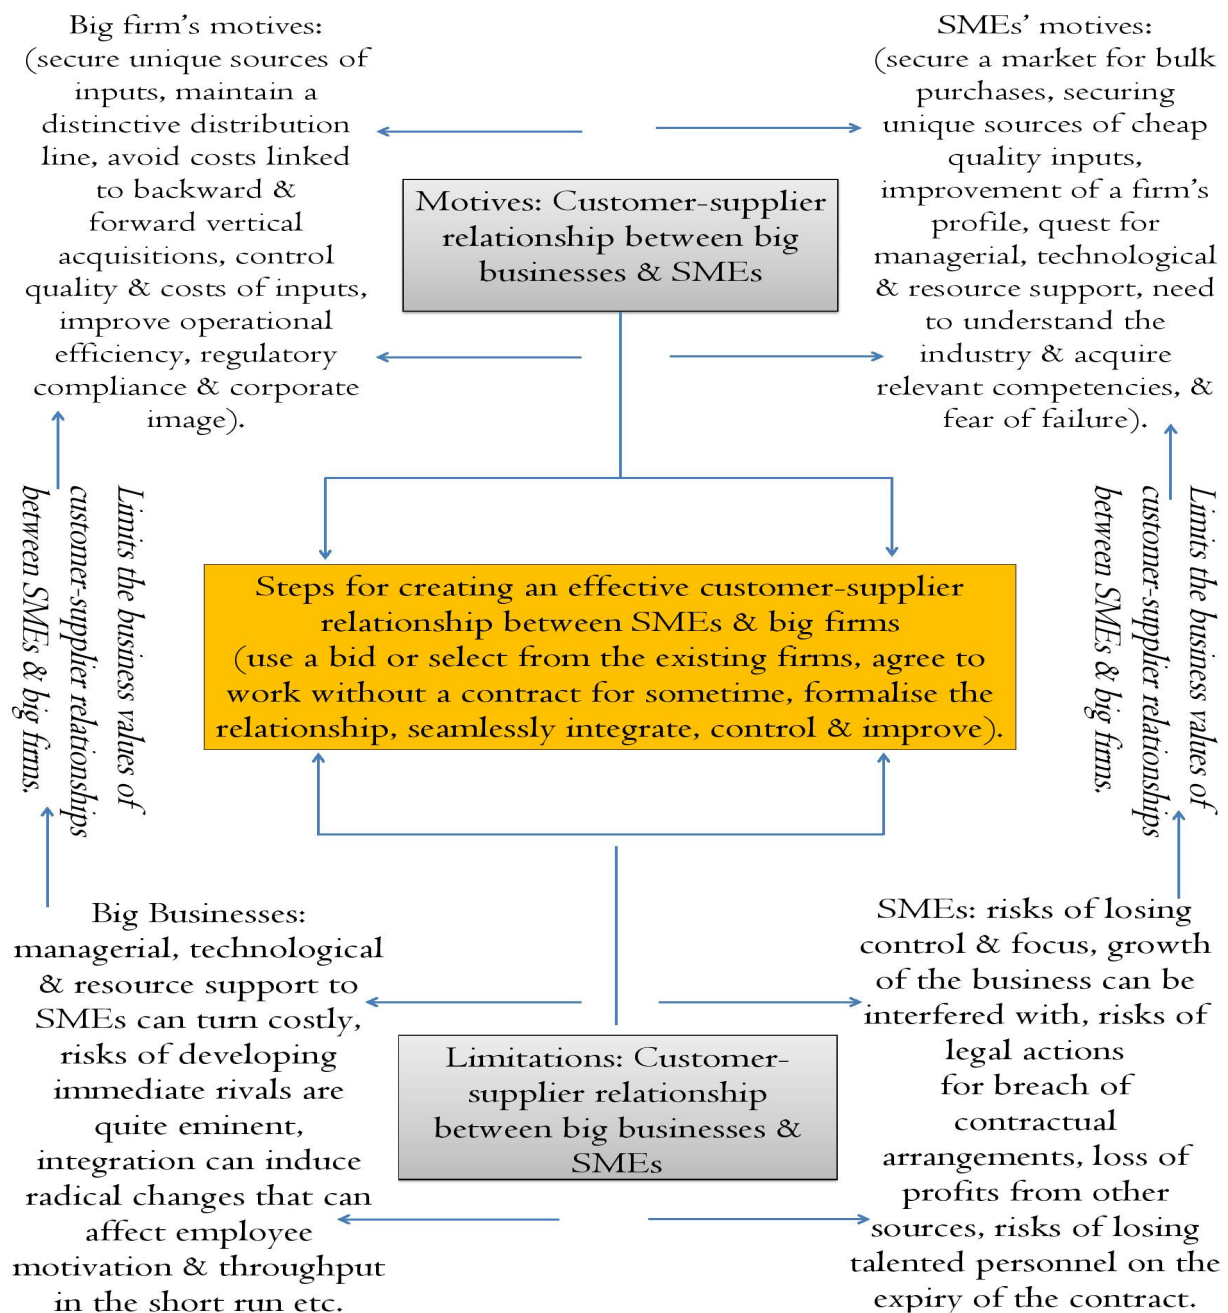 Big firm's motives:
(secure unique sources of
inputs, maintain a
distinctive distribution
line, avoid costs linked
to backward &
forward vertical
acquisitions, control
quality & costs of inputs,
improve operational
efficiency, regulatory
compliance & corporate
image).
SMEs' motives:
(secure a market for bulk
purchases, securing
unique sources of cheap
quality inputs,
improvement of a firm's
profile, quest for
managerial, technological
& resource support, need
to understand the
industry & acquire
relevant competencies, &
fear of failure).
Motives: Customer-supplier
relationship between big
businesses & SMEs
Limits the business values of
customer-supplier relationships
between SMEs & big firms.
Steps for creating an effective customer-supplier
relationship between SMEs & big firms
(use a bid or select from the existing firms, agree to
work without a contract for sometime, formalise the
relationship, seamlessly integrate, control & improve).
Limits the business values of
customer-supplier relationships
between SMEs & big firms.
Big Businesses:
managerial, technological
& resource support to
SMEs can turn costly,
risks of developing
immediate rivals are
quite eminent,
integration can induce
radical changes that can
affect employee
motivation & throughput
in the short run etc.
Limitations: Customer-
supplier relationship
between big businesses &
SMEs
SMEs: risks of losing
control & focus, growth
of the business can be
interfered with, risks of
legal actions
for breach of
contractual
arrangements, loss of
profits from other
sources, risks of losing
talented personnel on the
expiry of the contract.